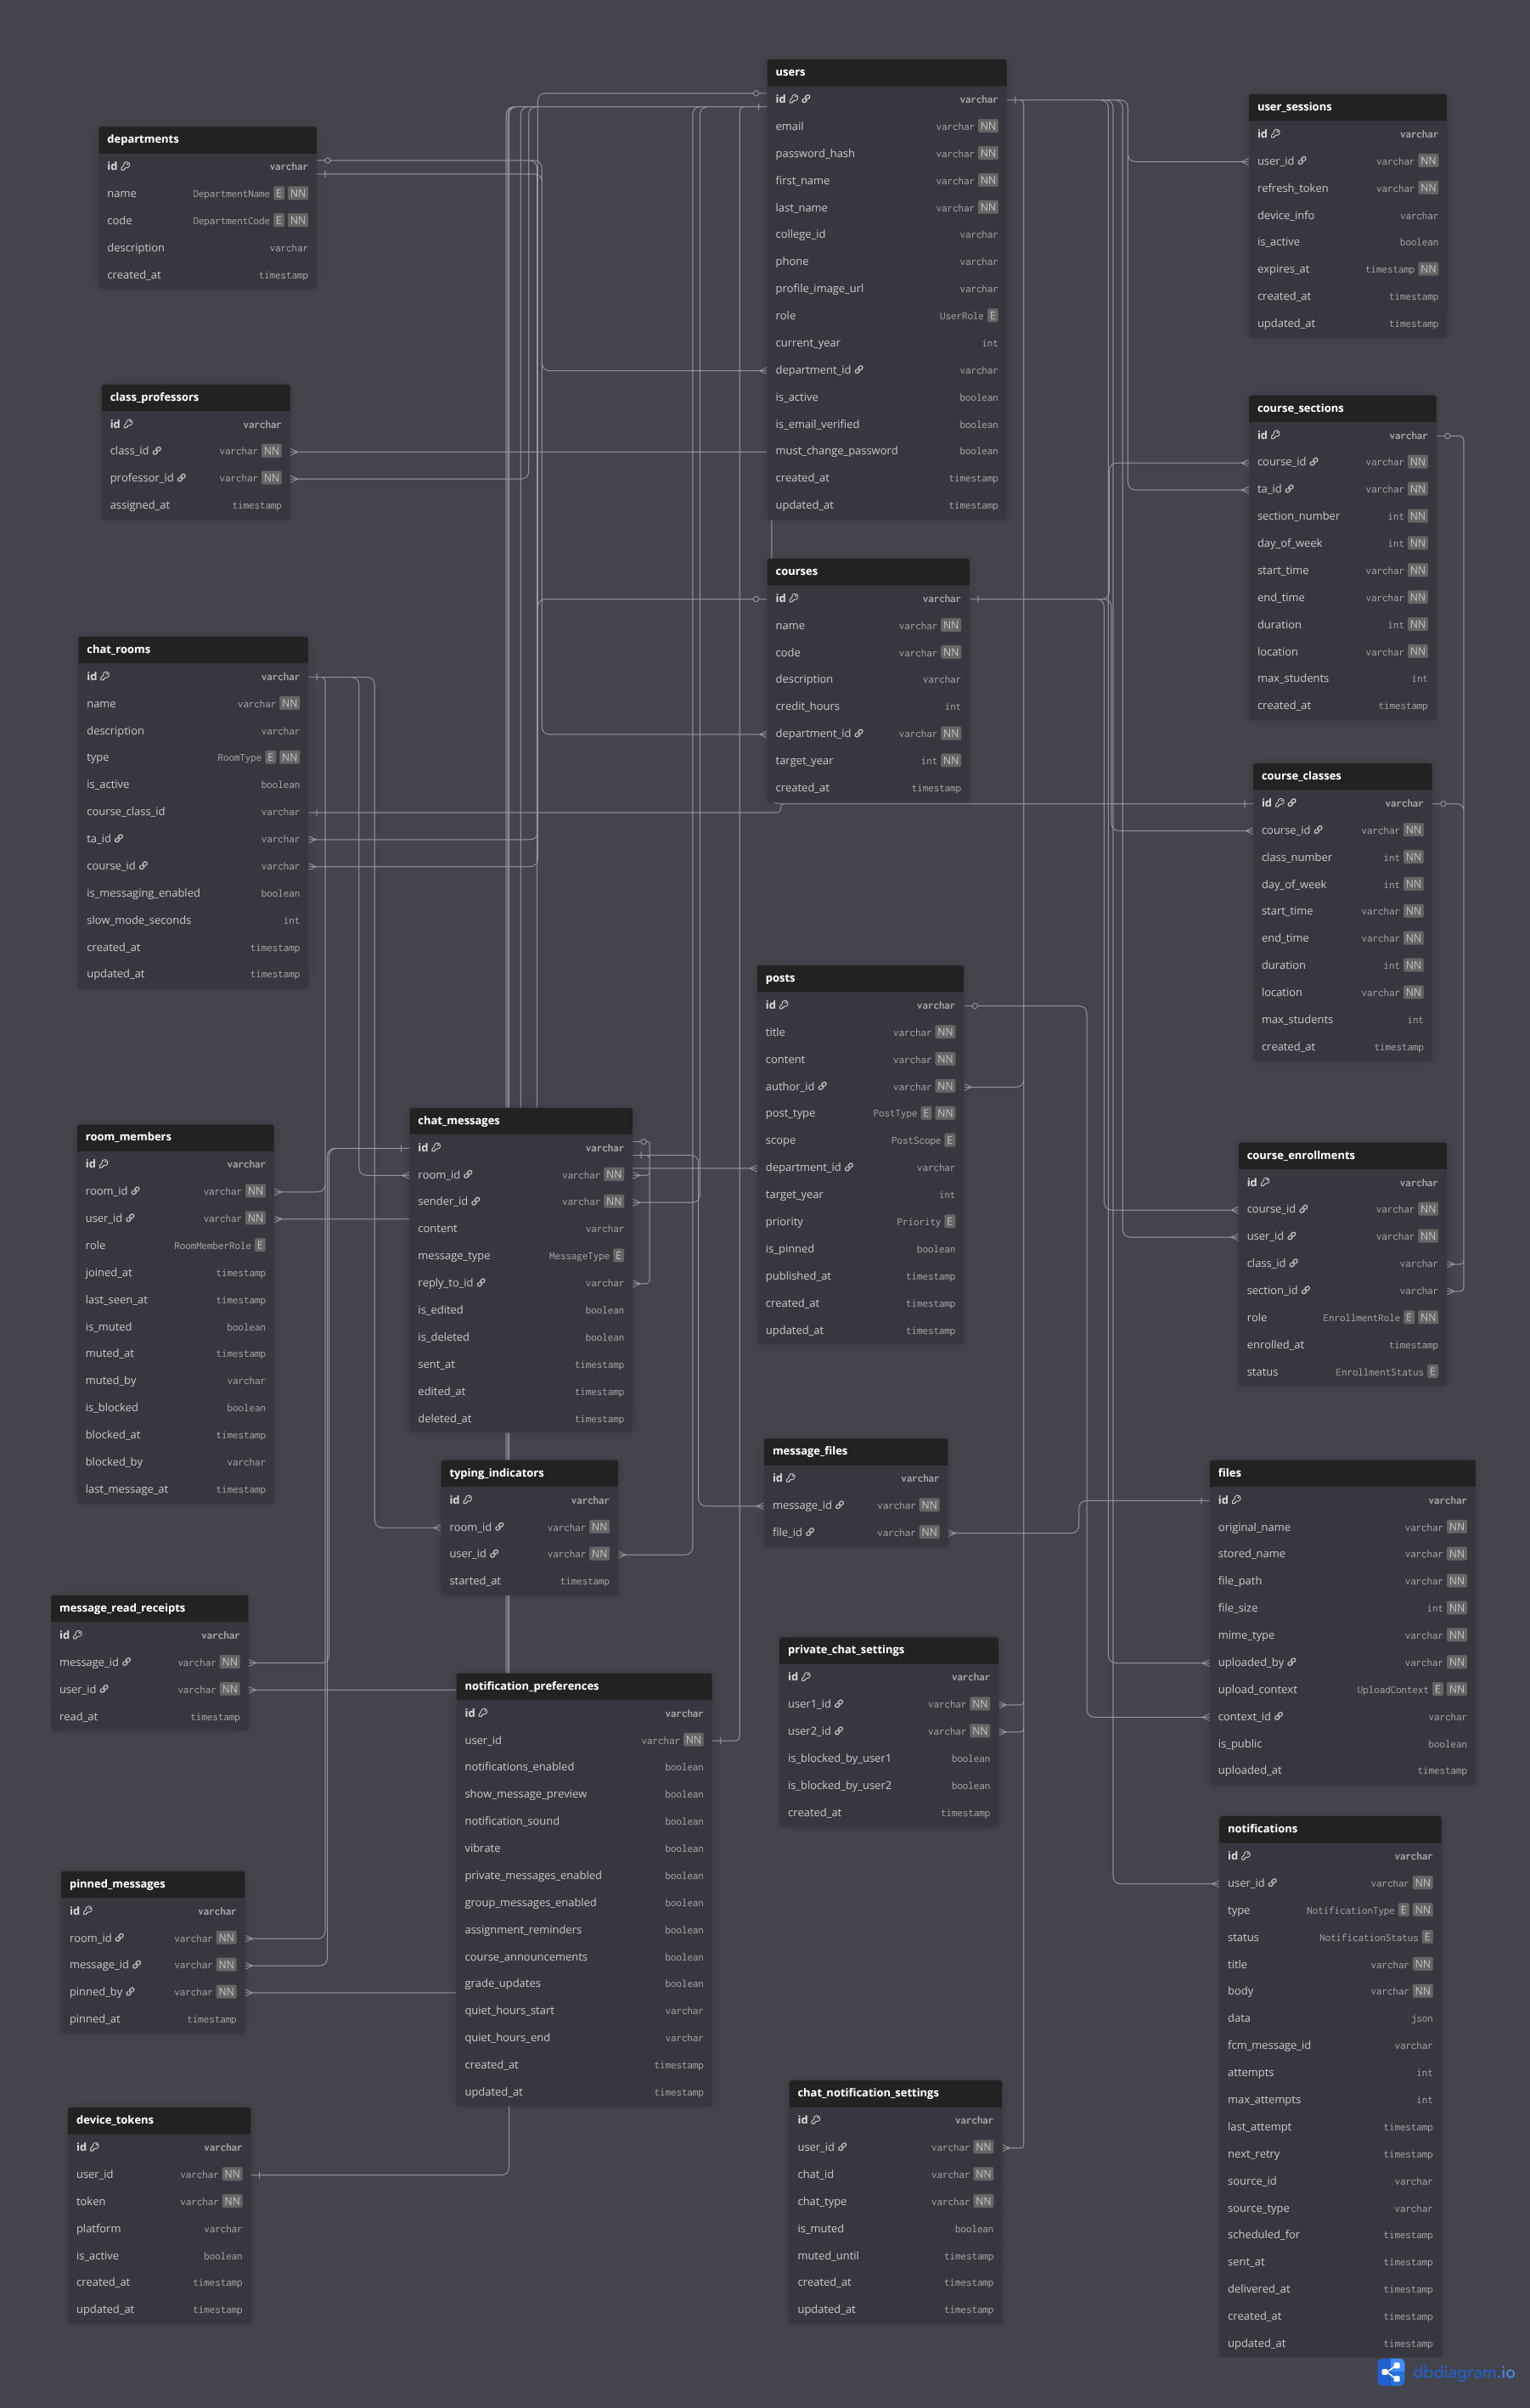 users
id varchar
email varchar NN
password_hash varchar NN
first_name varchar NN
last_name varchar NN
college_id varchar
phone varchar
profile_image_url varchar
role UserRole E
current_year int
department_id varchar
is_active boolean
is_email_verified boolean
must_change_password boolean
created_at timestamp
updated_at timestamp
user_sessions
id varchar
user_id varchar NN
refresh_token varchar NN
device_info varchar
is_active boolean
expires_at timestamp NN
created_at timestamp
updated_at timestamp
departments
id varchar
name DepartmentName E NN
code DepartmentCode E NN
description varchar
created_at timestamp
class_professors
id varchar
class_id varchar NN
professor_id varchar NN
assigned_at timestamp
course_sections
id varchar
course_id varchar NN
ta_id varchar NN
section_number int NN
day_of_week int NN
start_time varchar NN
end_time varchar NN
duration int NN
location varchar NN
max_students int
created_at timestamp
courses
id varchar
name varchar NN
code varchar NN
description varchar
credit_hours int
department_id varchar NN
target_year int NN
created_at timestamp
chat_rooms
id varchar
name varchar NN
description varchar
type RoomType E NN
is_active boolean
course_class_id varchar
ta_id varchar
course_id varchar
is_messaging_enabled boolean
slow_mode_seconds int
created_at timestamp
updated_at timestamp
course_classes
id varchar
course_id varchar NN
class_number int NN
day_of_week int NN
start_time varchar NN
end_time varchar NN
duration int NN
location varchar NN
max_students int
created_at timestamp
posts
id varchar
title varchar NN
content varchar NN
author_id varchar NN
post_type PostType E NN
scope PostScope E
department_id varchar
target_year int
priority Priority E
is_pinned boolean
published_at timestamp
created_at timestamp
updated_at timestamp
chat_messages
id varchar
room_id varchar NN
sender_id varchar NN
content varchar
message_type MessageType E
reply_to_id varchar
is_edited boolean
is_deleted boolean
sent_at timestamp
edited_at timestamp
deleted_at timestamp
room_members
id varchar
room_id varchar NN
user_id varchar NN
role RoomMemberRole E
joined_at timestamp
last_seen_at timestamp
is_muted boolean
muted_at timestamp
muted_by varchar
is_blocked boolean
blocked_at timestamp
blocked_by varchar
last_message_at timestamp
course_enrollments
id varchar
course_id varchar NN
user_id varchar NN
class_id varchar
section_id varchar
role EnrollmentRole E NN
enrolled_at timestamp
status EnrollmentStatus E
message_files
id varchar
message_id varchar NN
file_id varchar NN
typing_indicators
id varchar
room_id varchar NN
user_id varchar NN
started_at timestamp
files
id varchar
original_name varchar NN
stored_name varchar NN
file_path varchar NN
file_size int NN
mime_type varchar NN
uploaded_by varchar NN
upload_context UploadContext E NN
context_id varchar
is_public boolean
uploaded_at timestamp
message_read_receipts
id varchar
message_id varchar NN
user_id varchar NN
read_at timestamp
private_chat_settings
id varchar
user1_id varchar NN
user2_id varchar NN
is_blocked_by_user1 boolean
is_blocked_by_user2 boolean
created_at timestamp
notification_preferences
id varchar
user_id varchar NN
notifications_enabled boolean
show_message_preview boolean
notification_sound boolean
vibrate boolean
private_messages_enabled boolean
group_messages_enabled boolean
assignment_reminders boolean
course_announcements boolean
grade_updates boolean
quiet_hours_start varchar
quiet_hours_end varchar
created_at timestamp
updated_at timestamp
notifications
id varchar
user_id varchar NN
type NotificationType E NN
status NotificationStatus E
title varchar NN
body varchar NN
data json
fcm_message_id varchar
attempts int
max_attempts int
last_attempt timestamp
next_retry timestamp
source_id varchar
source_type varchar
scheduled_for timestamp
sent_at timestamp
delivered_at timestamp
created_at timestamp
updated_at timestamp
pinned_messages
id varchar
room_id varchar NN
message_id varchar NN
pinned_by varchar NN
pinned_at timestamp
chat_notification_settings
id varchar
user_id varchar NN
chat_id varchar NN
chat_type varchar NN
is_muted boolean
muted_until timestamp
created_at timestamp
updated_at timestamp
device_tokens
id varchar
user_id varchar NN
token varchar NN
platform varchar
is_active boolean
created_at timestamp
updated_at timestamp
dbdiagram.io